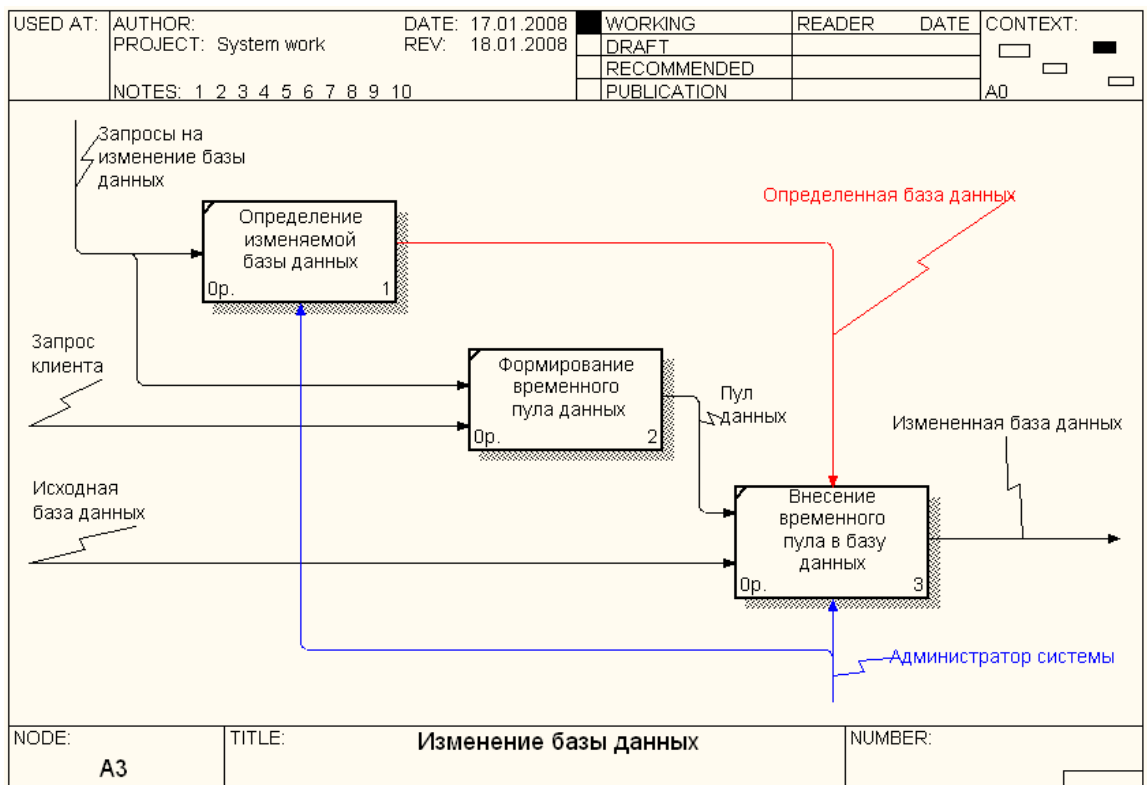 USED AT:
AUTHOR:
DATE: 17.01.2008
PROJECT: System work
REV: 18.01.2008
NOTES: 1 2 3 4 5 6 7 8 9 10
WORKING
DRAFT
RECOMMENDED
PUBLICATION
READER
DATE
CONTEXT:
A0
Запросы на
изменение базы
данных
Определенная база данных
Определение
изменяемой
базы данных
0р.
1
Запрос
клиента
Формирование
временного
пула данных
0р.
2
Пул
данных
Измененная база данных
Исходная
база данных
Внесение
временного
пула в базу
данных
0р.
3
Администратор системы
NODE:
A3
TITLE:
Изменение базы данных
NUMBER: